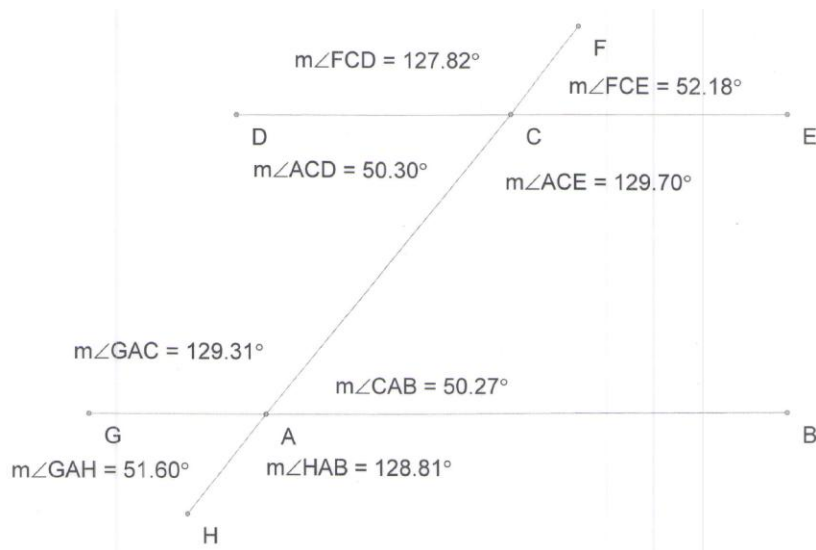 F
m∠FCD = 127.82°
m∠FCE = 52.18°
D
C
E
m∠ACD = 50.30°
m∠ACE = 129.70°
m∠GAC = 129.31°
m∠CAB = 50.27°
G
A
B
m∠GAH = 51.60°
m∠HAB = 128.81°
H